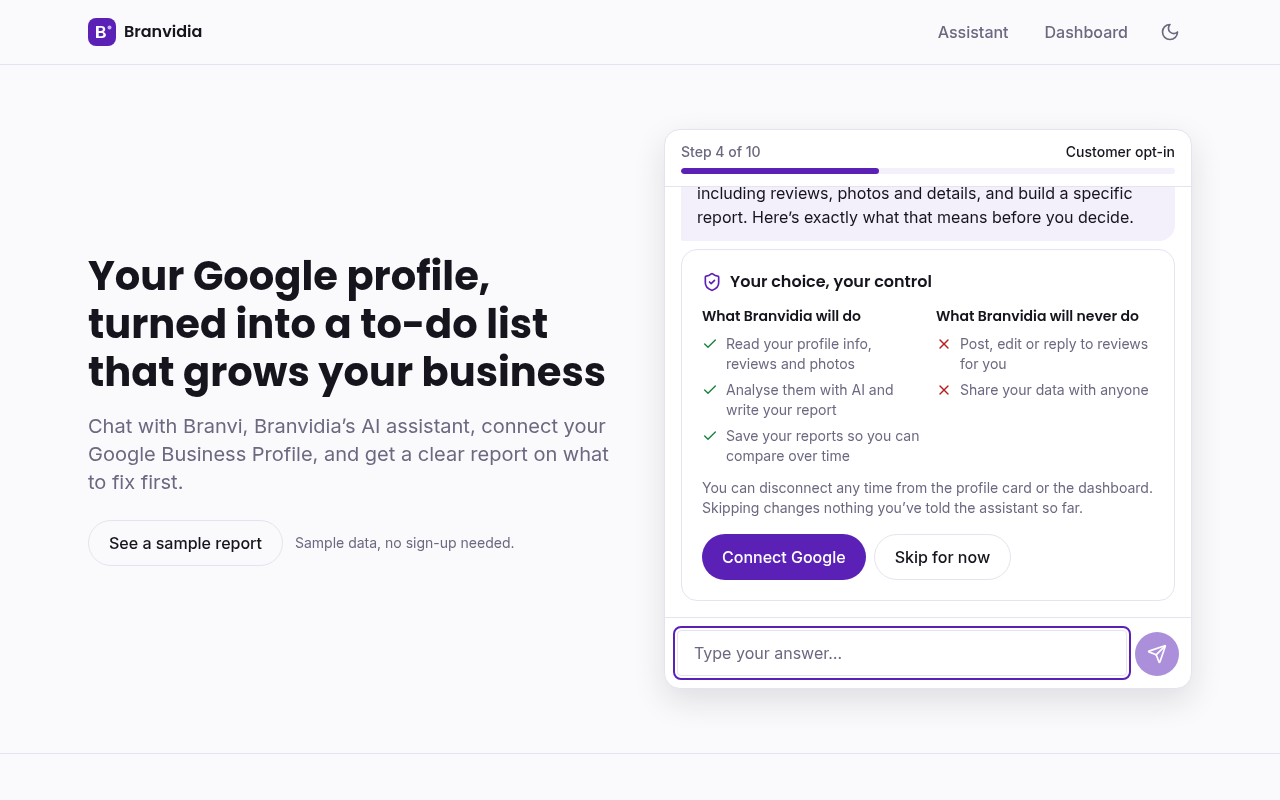 B
Branvidia
Assistant
Dashboard
Your Google profile,
turned into a to-do list
that grows your business
Chat with Branvi, Branvidia’s AI assistant, connect your
Google Business Profile, and get a clear report on what
to fix first.
See a sample report
Sample data, no sign-up needed.
Step 4 of 10
Customer opt-in
including reviews, photos and details, and build a specific
report. Here’s exactly what that means before you decide.
Your choice, your control
What Branvidia will do
Read your profile info,
reviews and photos
Analyse them with AI and
write your report
Save your reports so you can
compare over time
What Branvidia will never do
Post, edit or reply to reviews
for you
Share your data with anyone
You can disconnect any time from the profile card or the dashboard.
Skipping changes nothing you’ve told the assistant so far.
Connect Google
Skip for now
Type your answer…